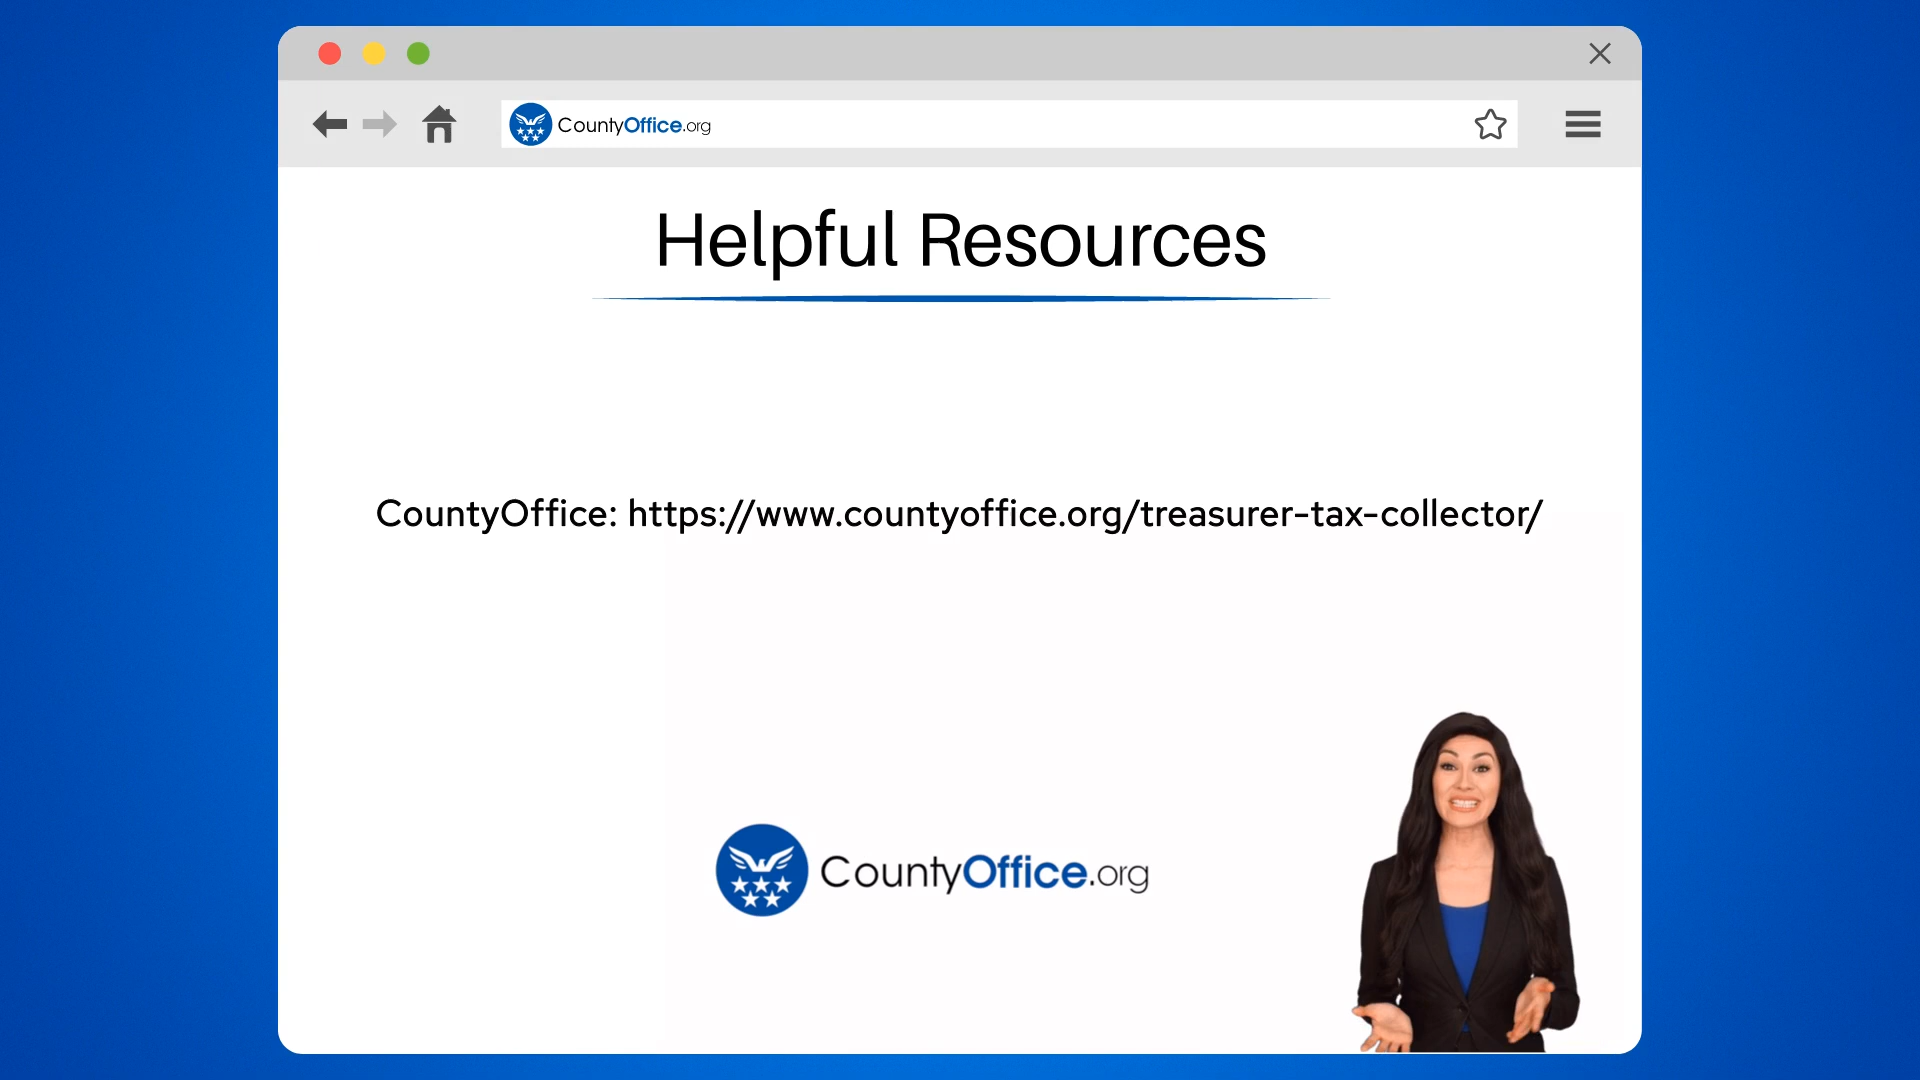 CountyOffice.org
Helpful Resources
CountyOffice: https://www.countyoffice.org/treasurer-tax-collector/
CountyOffice.org